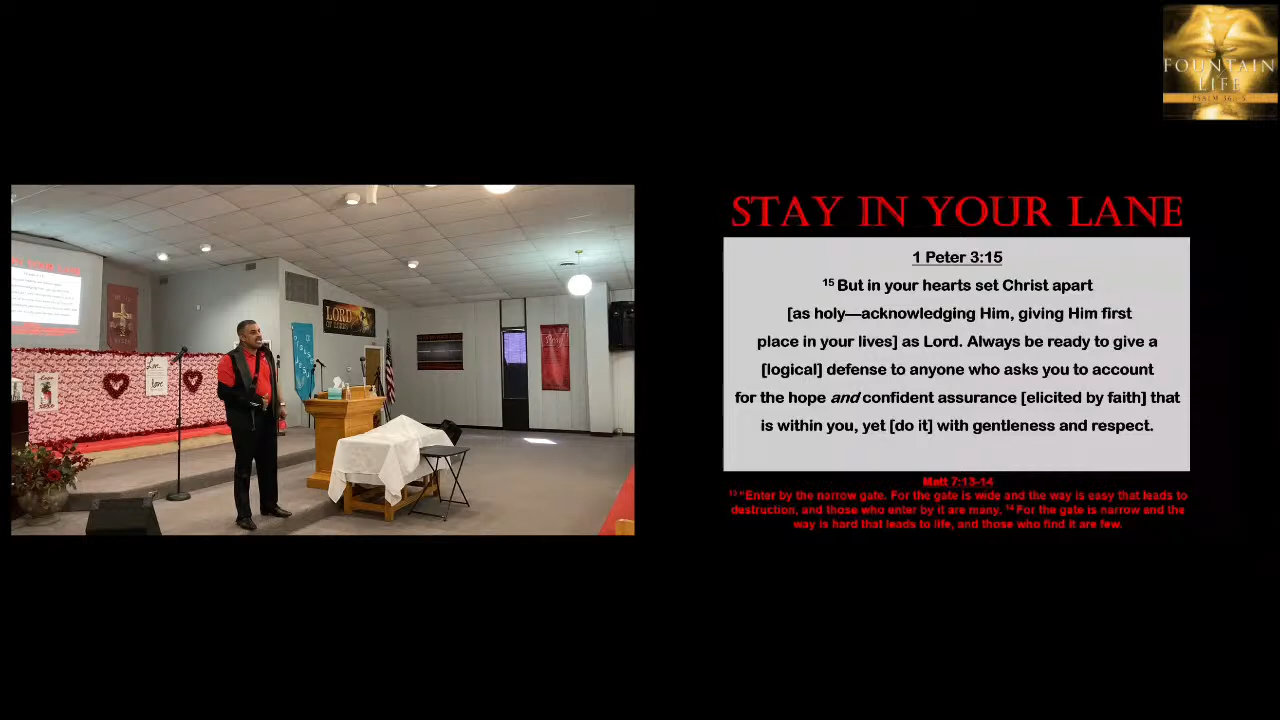 FOUNTAIN
LIFE
STAY IN YOUR LANE
1 Peter 3:15
15 But in your hearts set Christ apart
[as holy—acknowledging Him, giving Him first
place in your lives] as Lord. Always be ready to give a
[logical] defense to anyone who asks you to account
for the hope and confident assurance [elicited by faith] that
is within you, yet [do it] with gentleness and respect.
Matt 7:13-14
13 "Enter by the narrow gate. For the gate is wide and the way is easy that leads to
destruction, and those who enter by it are many. 14 For the gate is narrow and the
way is hard that leads to life, and those who find it are few.
LORD
OF LORDS
Love